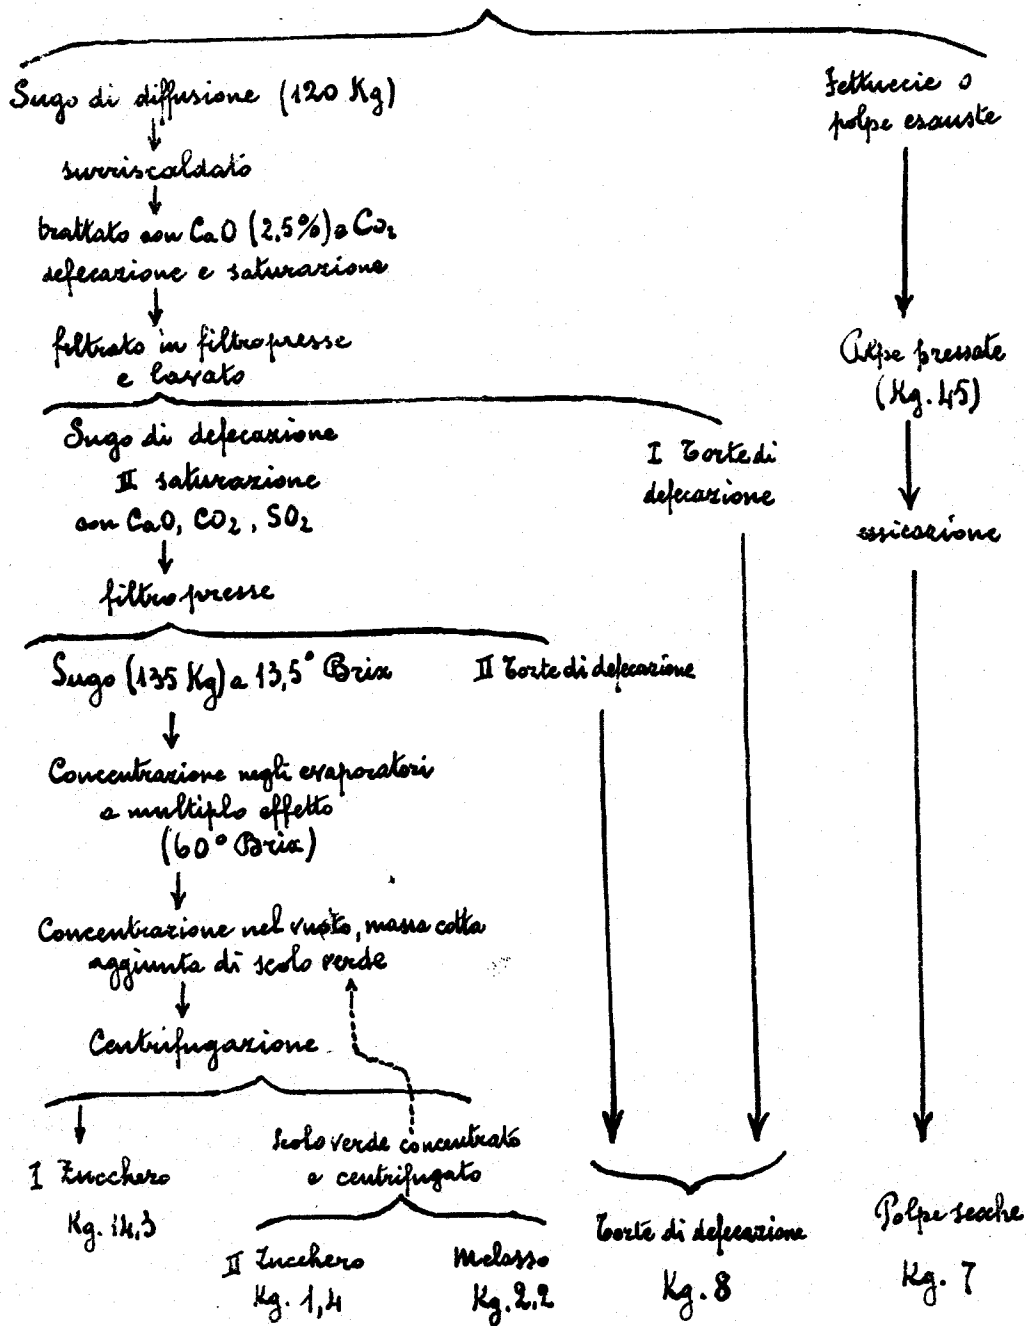 Sugo di diffusione (120 Kg)
Fettuccie o
polpe esauste
surriscaldato
trattato con CaO (2,5%) e Co₂
defecazione e saturazione
filtrato in filtropresse
e lavato
Polpe pressate
(Kg. 45)
Sugo di defecazione
II saturazione
con CaO, CO₂, SO₂
I Torte di
defecazione
essicazione
filtro presse
Sugo (135 Kg) a 13,5° Brix
II Torte di defecazione
Concentrazione negli evaporatori
a multiplo effetto
(60° Brix)
Concentrazione nel vuoto, massa cotta
aggiunta di scolo verde
Centrifugazione
I Zucchero
Kg. 14,3
Scolo verde concentrato
e centrifugato
II Zucchero
Kg. 1,4
Melasso
Kg. 2,2
Torte di defecazione
Kg. 8
Polpe secche
Kg. 7